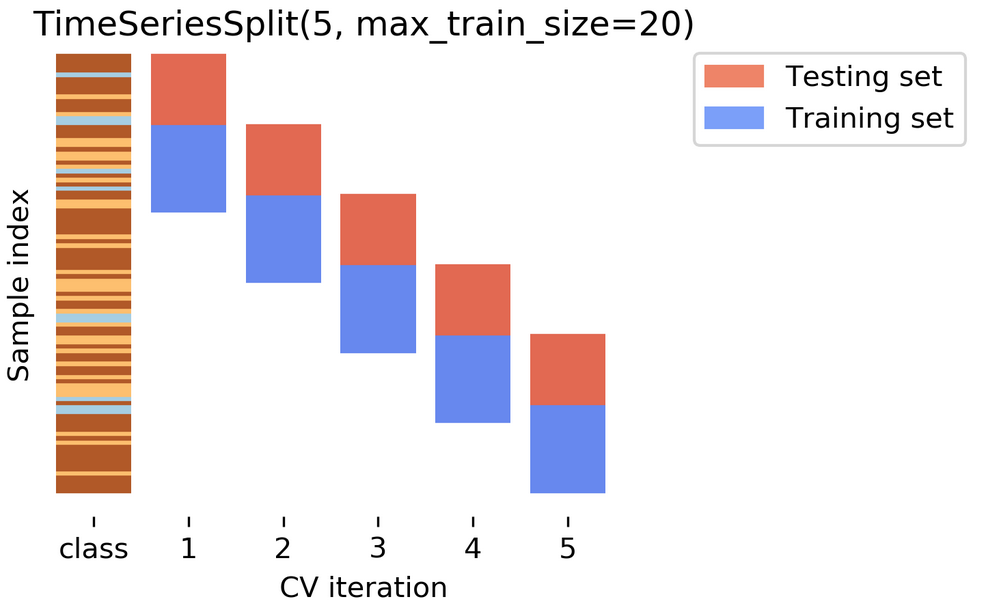 TimeSeriesSplit(5, max_train_size=20)
Testing set
Training set
Sample index
class 1 2 3 4 5
CV iteration